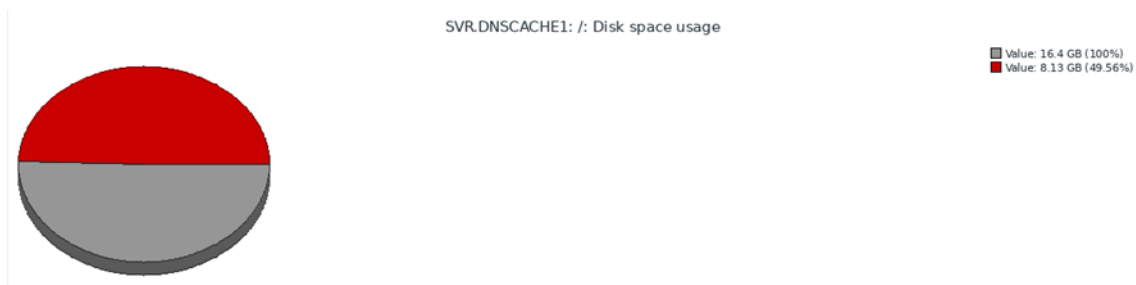 SVR.DNSCACHE1: /: Disk space usage
Value: 16.4 GB (100%)
Value: 8.13 GB (49.56%)